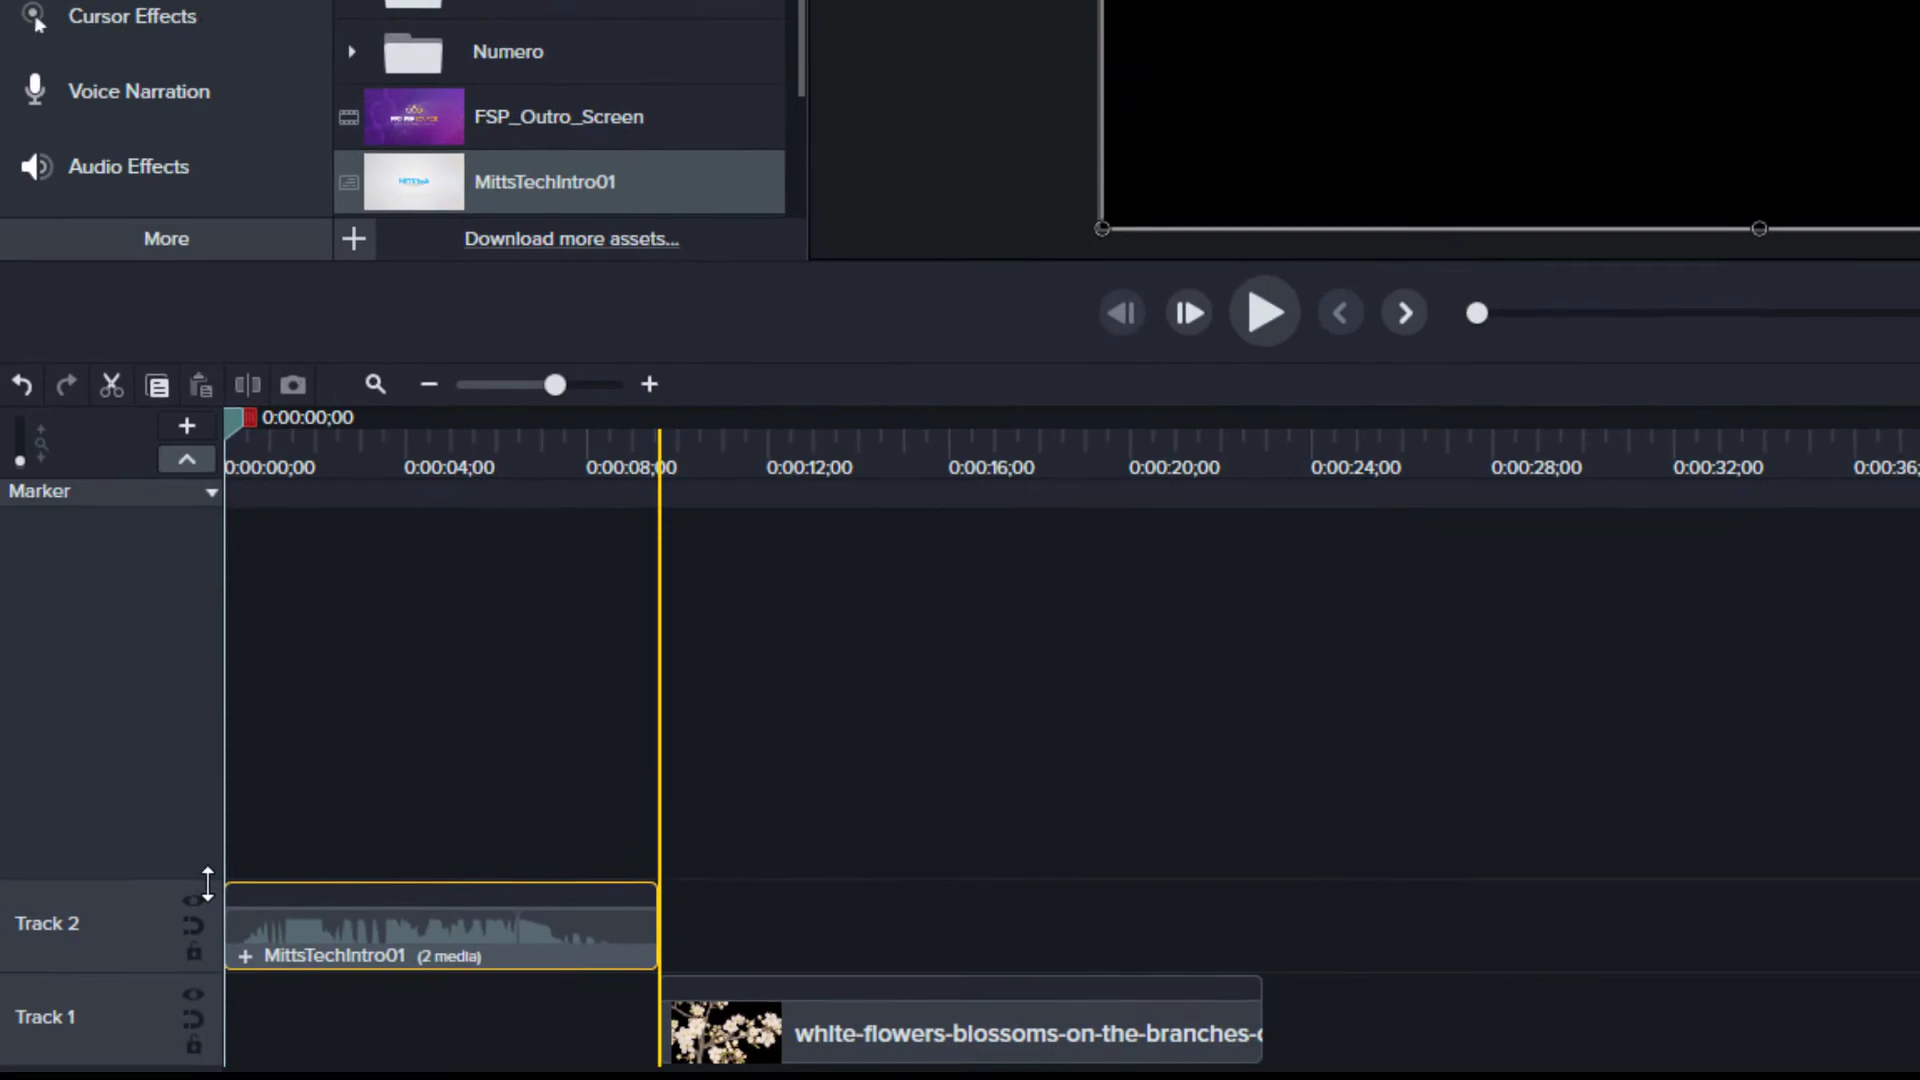 Cursor Effects
Numero
Voice Narration
FSP_Outro_Screen
Audio Effects
MittsTechIntro01
More
Download more assets...
0:00:00;00
0:00:00;00
0:00:04;00
0:00:08;00
0:00:12;00
0:00:16;00
0:00:20;00
0:00:24;00
0:00:28;00
0:00:32;00
0:00:36;
Marker
Track 2
MittsTechIntro01 (2 media)
Track 1
white-flowers-blossoms-on-the-branches-